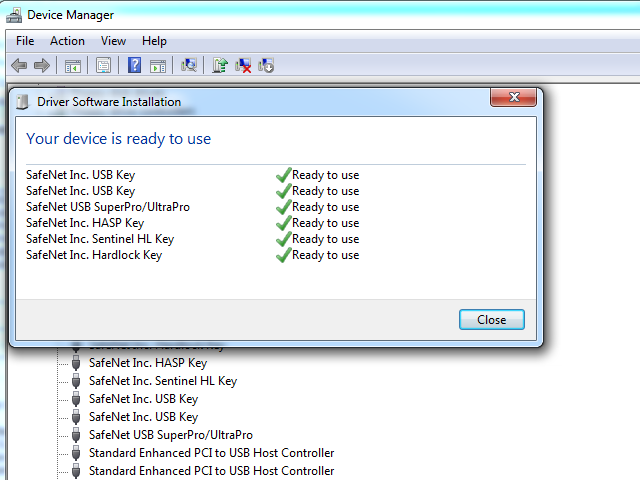 Device Manager
File Action View Help
Driver Software Installation
Your device is ready to use
SafeNet Inc. USB Key Ready to use
SafeNet Inc. USB Key Ready to use
SafeNet USB SuperPro/UltraPro Ready to use
SafeNet Inc. HASP Key Ready to use
SafeNet Inc. Sentinel HL Key Ready to use
SafeNet Inc. Hardlock Key Ready to use
Close
SafeNet Inc. Hardlock Key
SafeNet Inc. HASP Key
SafeNet Inc. Sentinel HL Key
SafeNet Inc. USB Key
SafeNet Inc. USB Key
SafeNet USB SuperPro/UltraPro
Standard Enhanced PCI to USB Host Controller
Standard Enhanced PCI to USB Host Controller